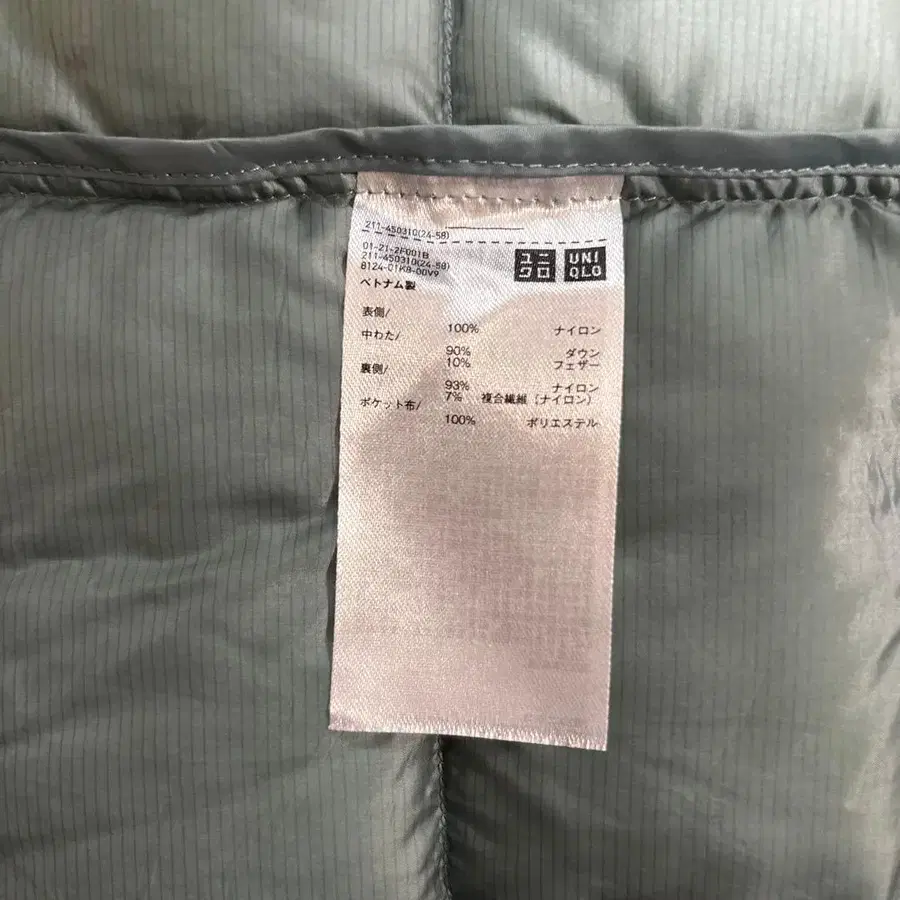 211-450310(24-58)
01-21-2F001B
211-450310(24-58)
8124-01K8-00V9
ユニ
クロ
UNI
QLO
ベトナム製
表側/
100% ナイロン
中わた/
90% ダウン
10% フェザー
裏側/
93% ナイロン
7% 複合繊維(ナイロン)
ポケット布/
100% ポリエステル